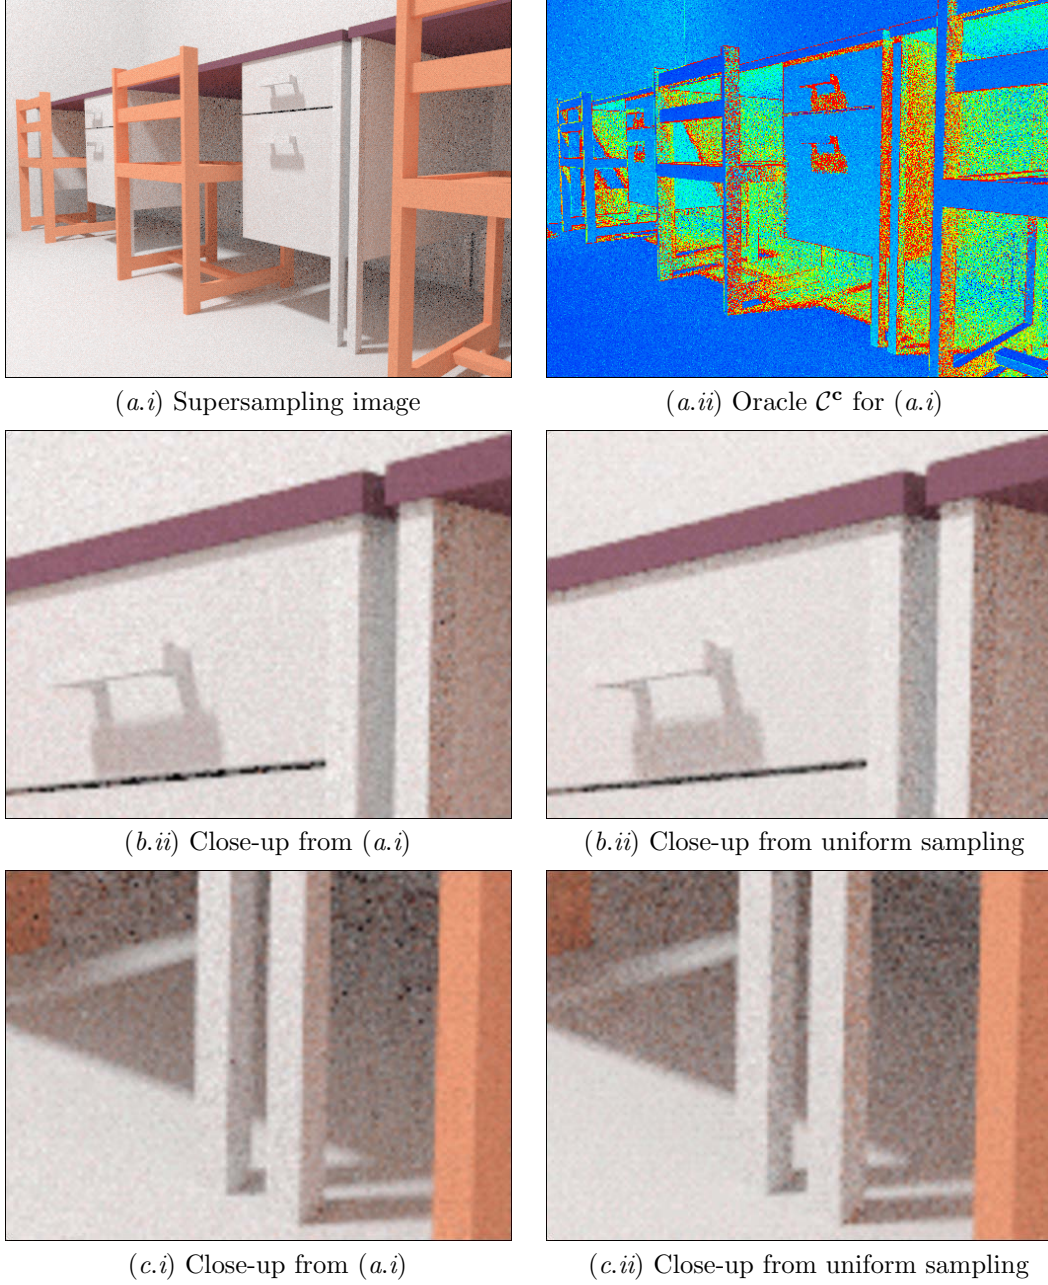 (a.i) Supersampling image
(a.ii) Oracle 𝒞ᶜ for (a.i)
(b.ii) Close-up from (a.i)
(b.ii) Close-up from uniform sampling
(c.i) Close-up from (a.i)
(c.ii) Close-up from uniform sampling